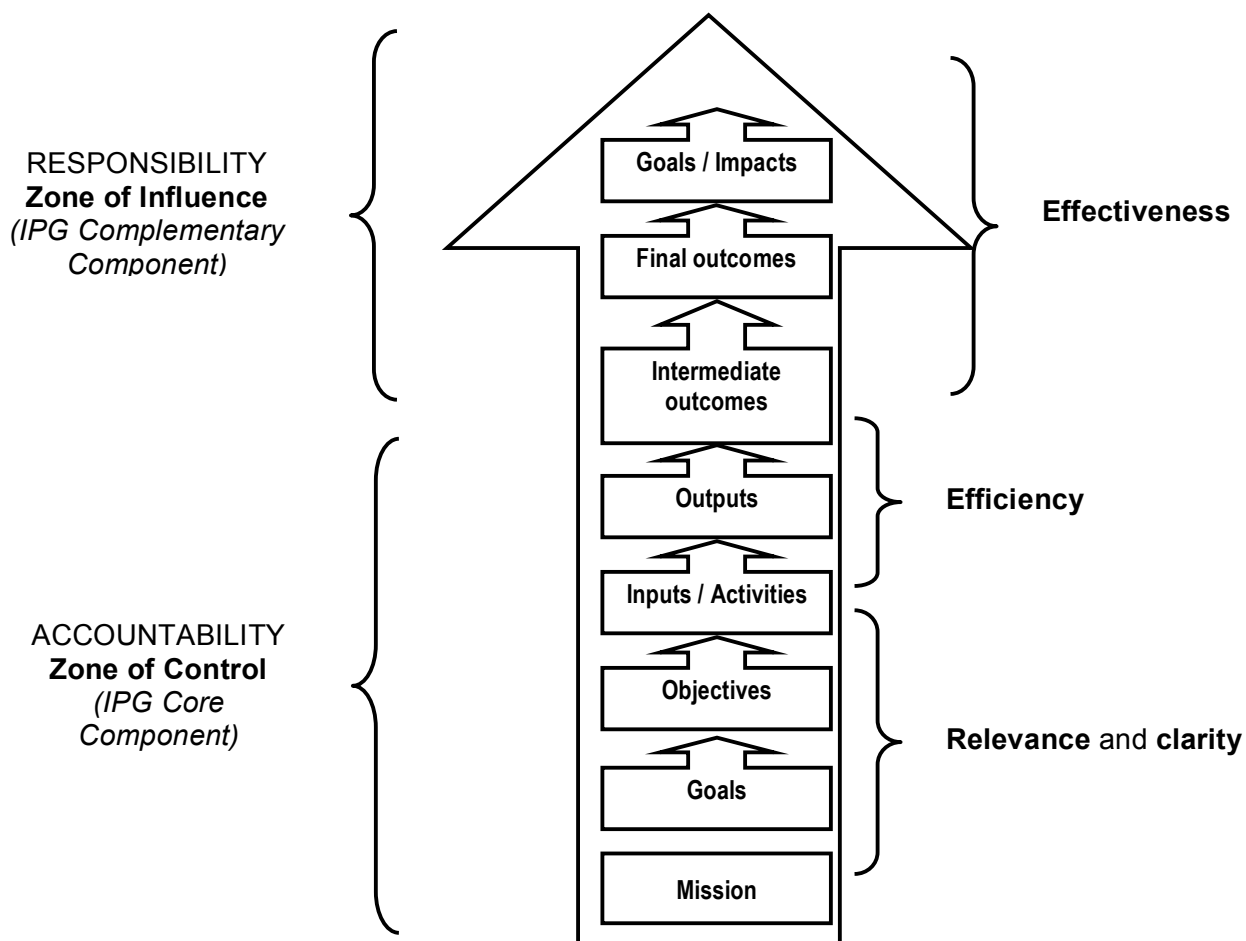 RESPONSIBILITY
Zone of Influence
(IPG Complementary
Component)
Goals / Impacts
Final outcomes
Intermediate
outcomes
Effectiveness
Outputs
Efficiency
Inputs / Activities
ACCOUNTABILITY
Zone of Control
(IPG Core
Component)
Objectives
Goals
Mission
Relevance and clarity